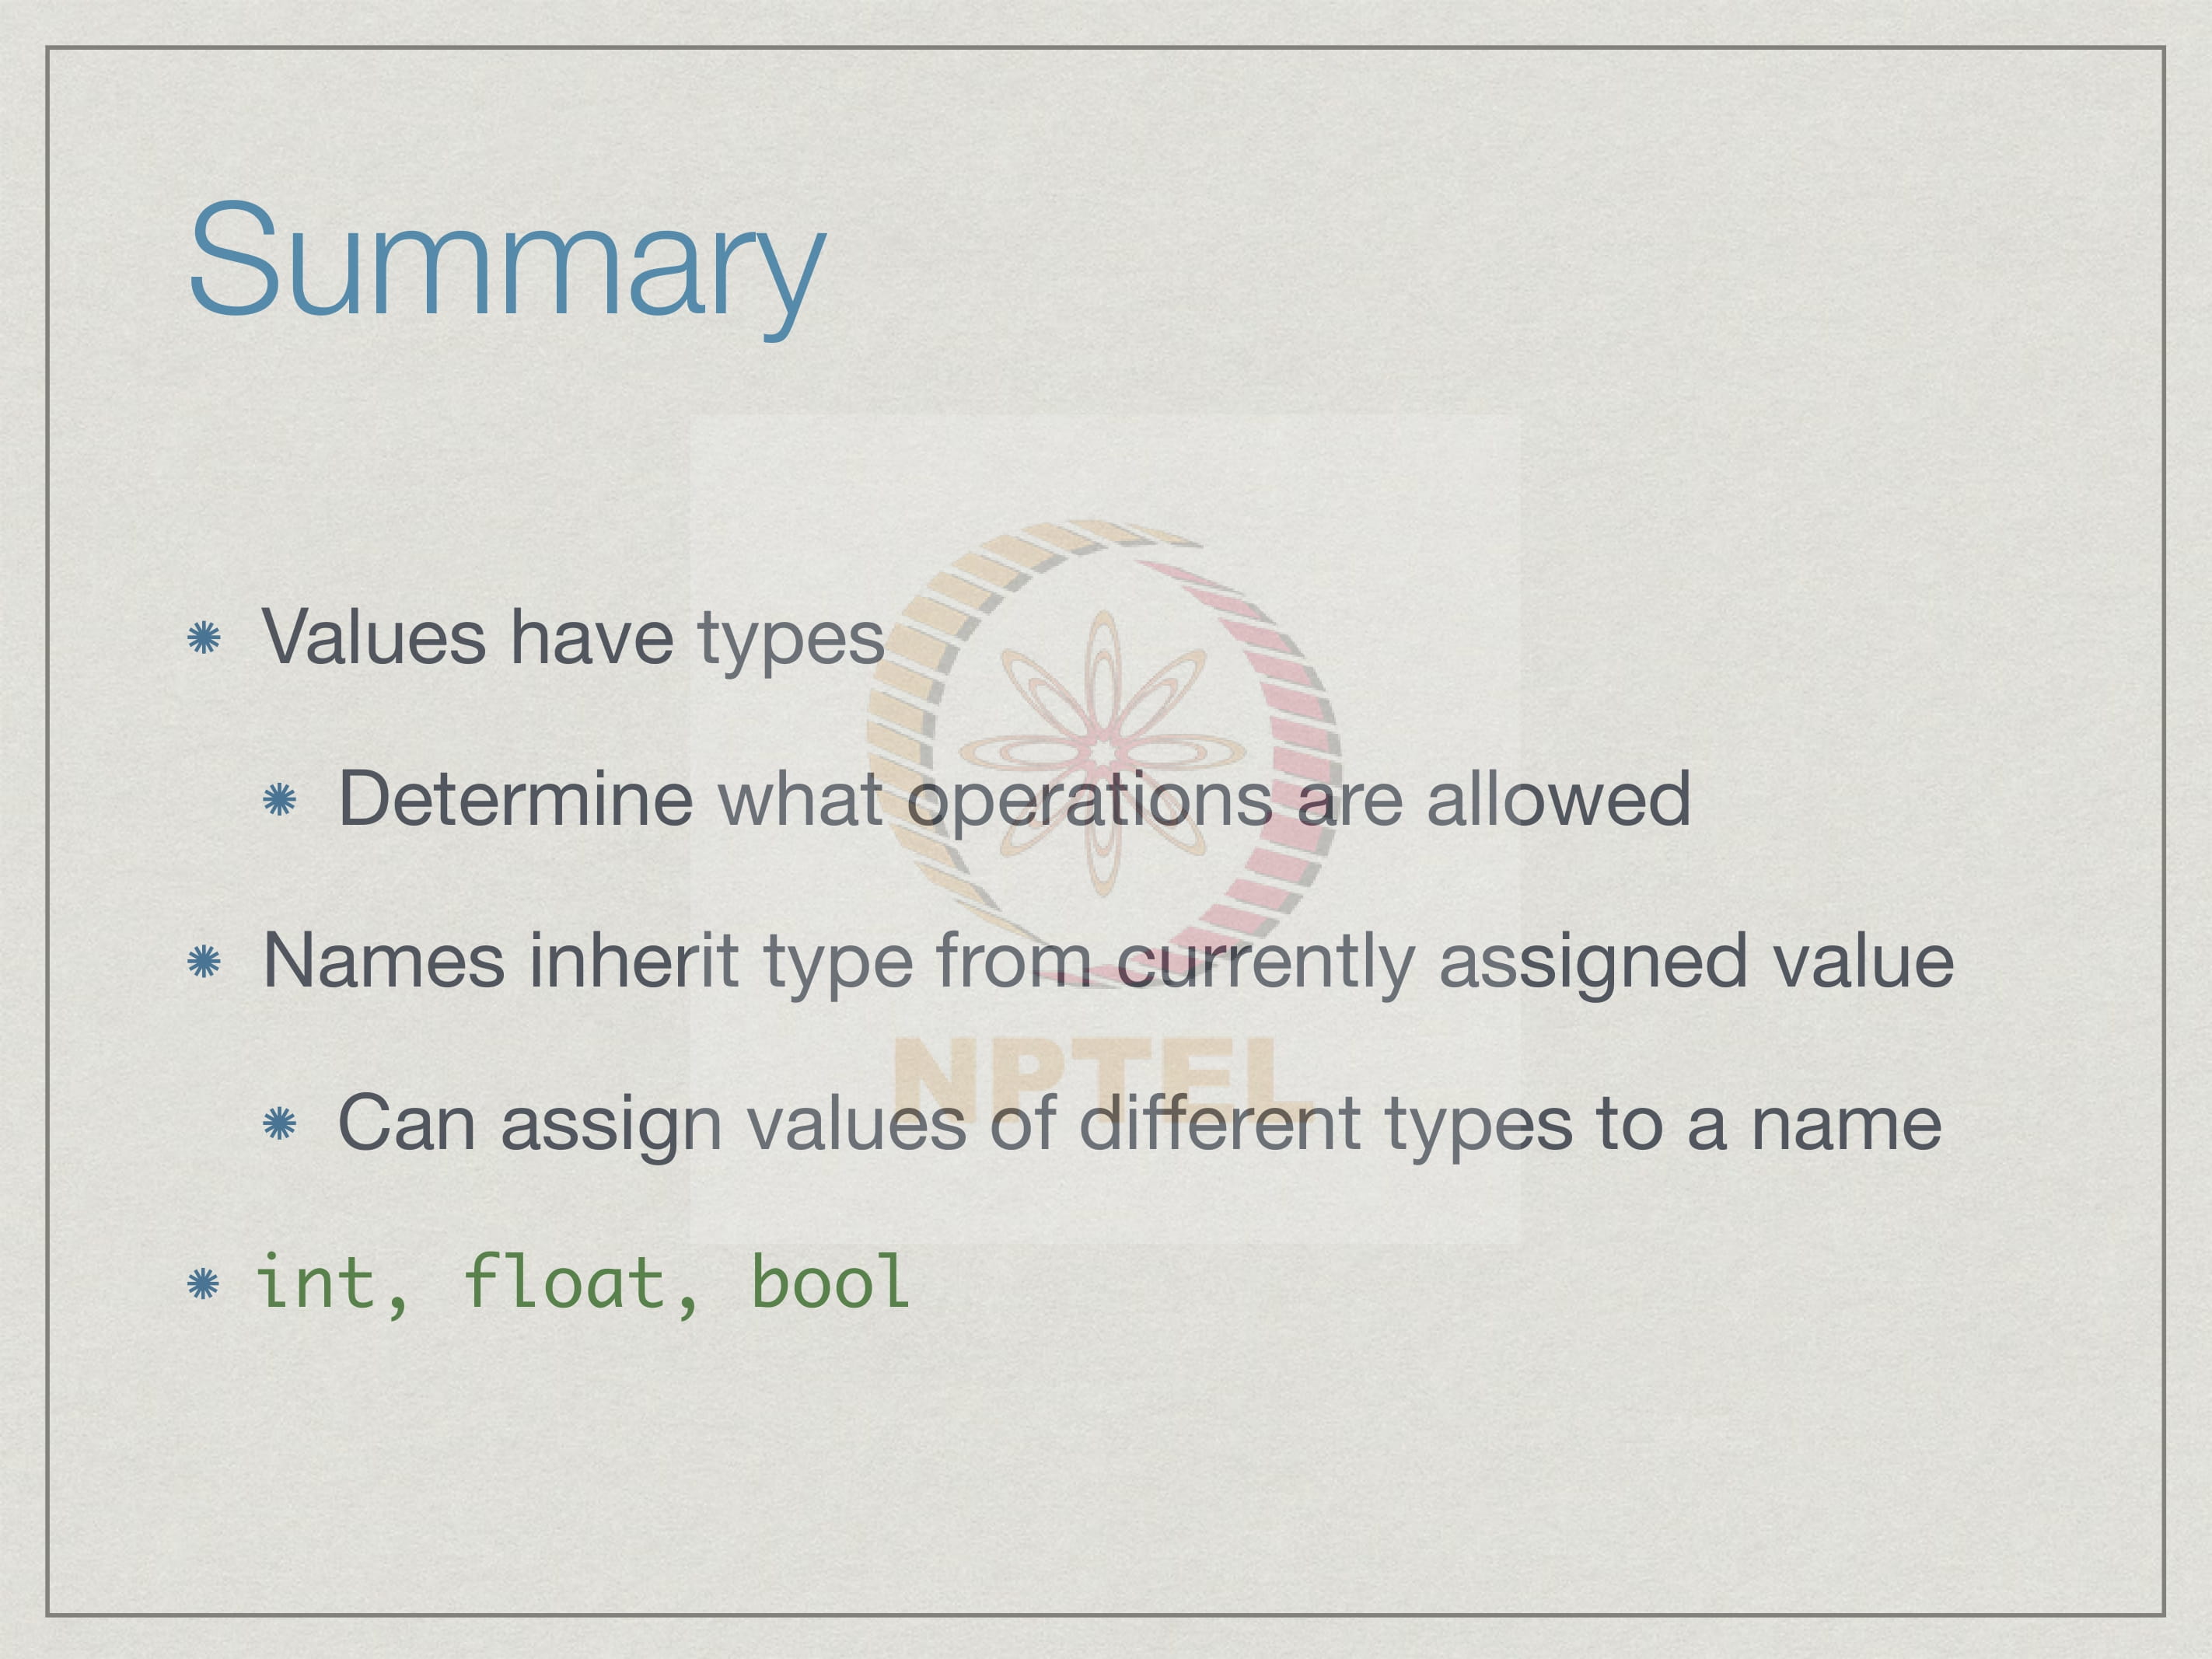 Summary
Values have types
Determine what operations are allowed
Names inherit type from currently assigned value
NPTEL
Can assign values of different types to a name
int, float, bool